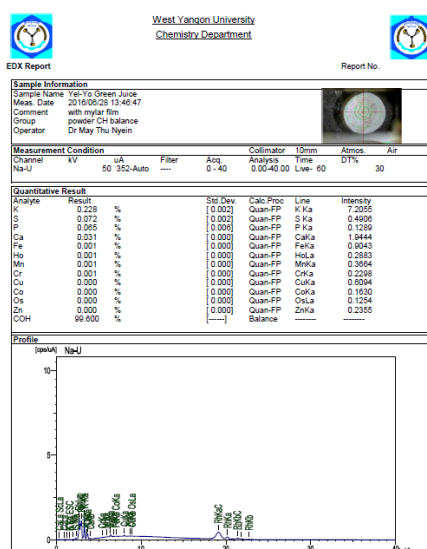 West Yangon University
Chemistry Department
EDX Report
Report No.
Sample Information
Sample Name Yel-Yo Green Juice
Meas. Date 2016/06/28 13:46:47
Comment with mylar film
Group powder CH balance
Operator Dr May Thu Nyein
Measurement Condition Collimator 10mm Atmos. Air
Channel kV uA Filter Acq. Analysis Time DT%
Na-U 50 352-Auto ---- 0 - 40 0.00-40.00 Live- 60 30
Quantitative Result
Analyte Result Std.Dev. Calc.Proc Line Intensity
K 0.228 % [ 0.002] Quan-FP K Ka 7.2055
S 0.072 % [ 0.002] Quan-FP S Ka 0.4906
P 0.065 % [ 0.006] Quan-FP P Ka 0.1289
Ca 0.031 % [ 0.000] Quan-FP CaKa 1.9444
Fe 0.001 % [ 0.000] Quan-FP FeKa 0.9043
Ho 0.001 % [ 0.000] Quan-FP HoLa 0.2883
Mn 0.001 % [ 0.000] Quan-FP MnKa 0.3664
Cr 0.001 % [ 0.000] Quan-FP CrKa 0.2298
Cu 0.000 % [ 0.000] Quan-FP CuKa 0.6094
Co 0.000 % [ 0.000] Quan-FP CoKa 0.1630
Os 0.000 % [ 0.000] Quan-FP OsLa 0.1254
Zn 0.000 % [ 0.000] Quan-FP ZnKa 0.2355
COH 99.600 % [------] Balance -------- --------
Profile
[cps/uA] Na-U
10
5
RhKaC
RhKa
RhKbC
RhKb
0
0 10 20 30